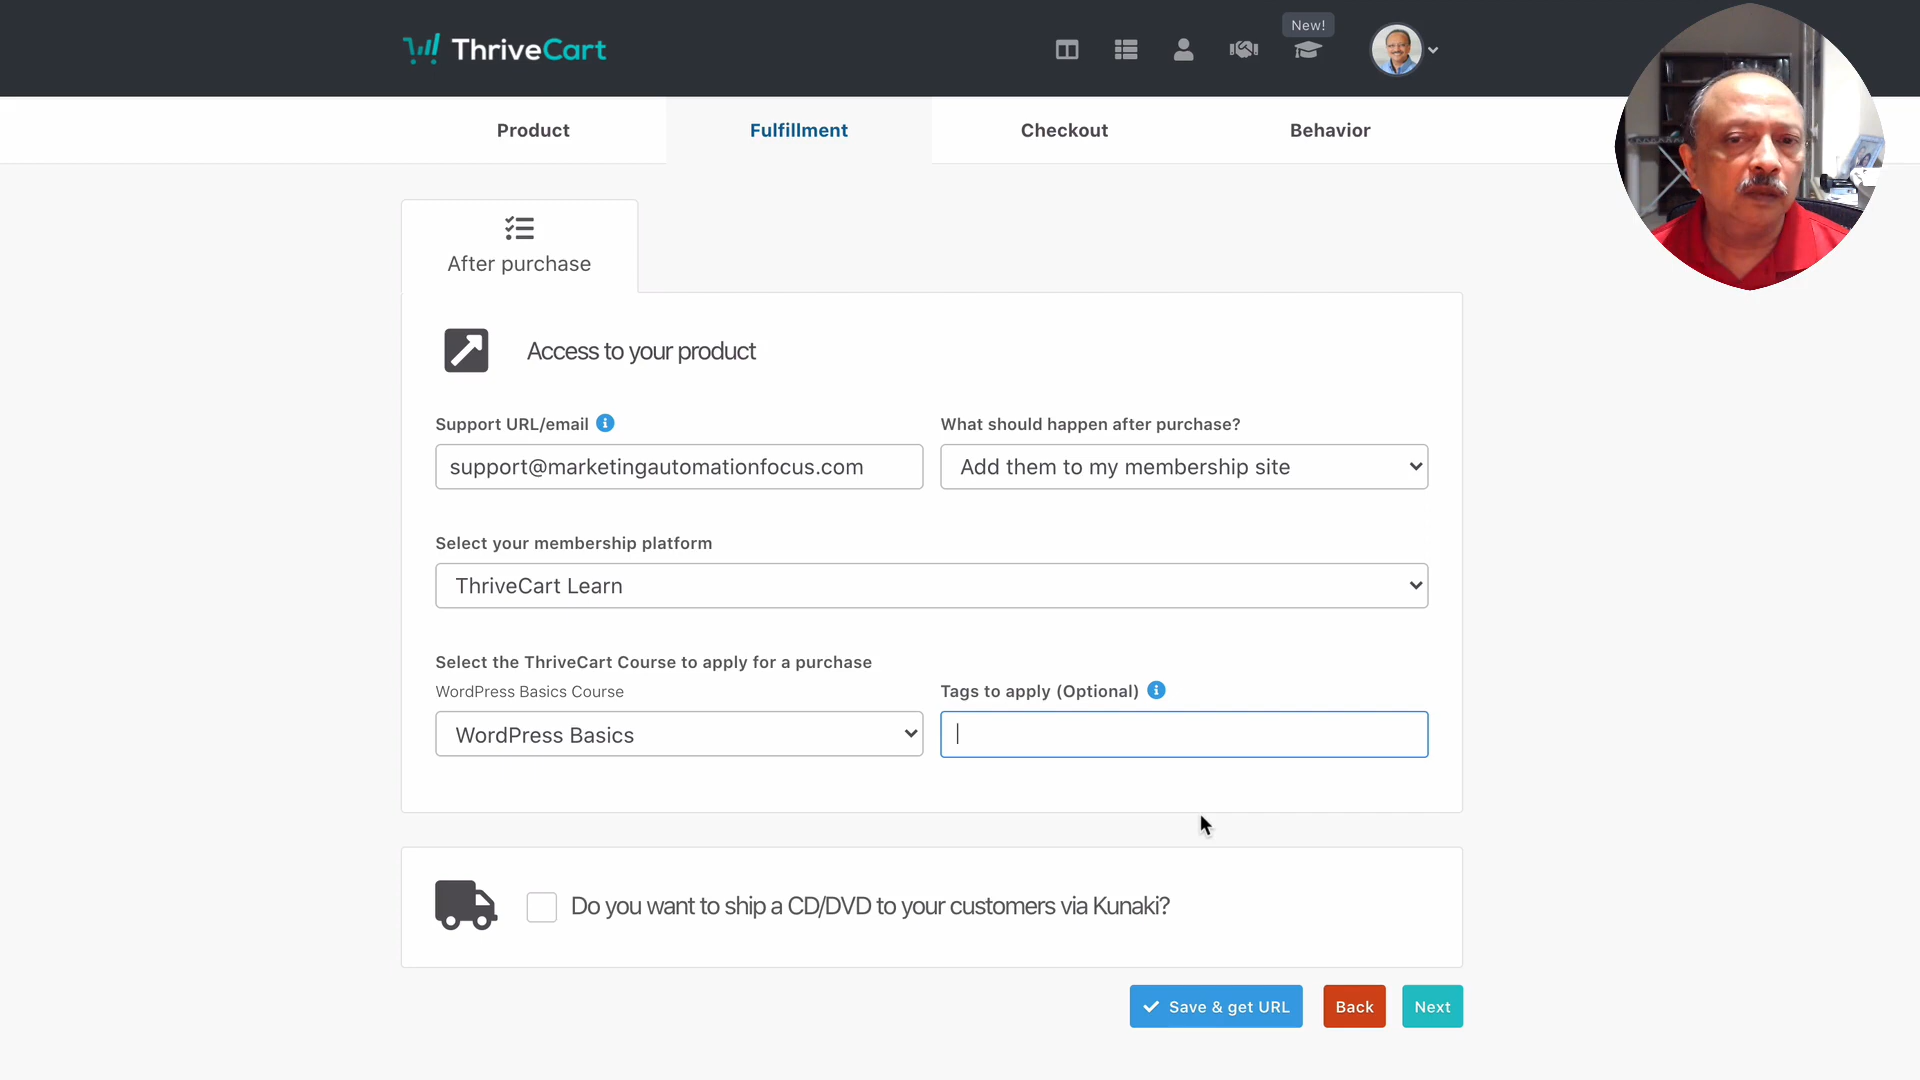 New!
ThriveCart
Product
Fulfillment
Checkout
Behavior
After purchase
Access to your product
Support URL/email
What should happen after purchase?
support@marketingautomationfocus.com
Add them to my membership site
Select your membership platform
ThriveCart Learn
Select the ThriveCart Course to apply for a purchase
WordPress Basics Course
Tags to apply (Optional)
WordPress Basics
Do you want to ship a CD/DVD to your customers via Kunaki?
Save & get URL
Back
Next